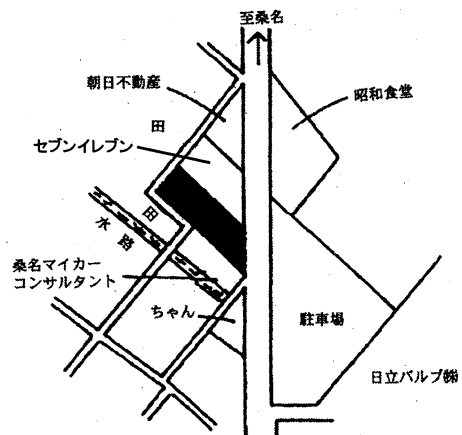 至桑名
朝日不動産
昭和食堂
田
セブンイレブン
田
水路
桑名マイカー
コンサルタント
ちゃん
駐車場
日立バルブ㈱